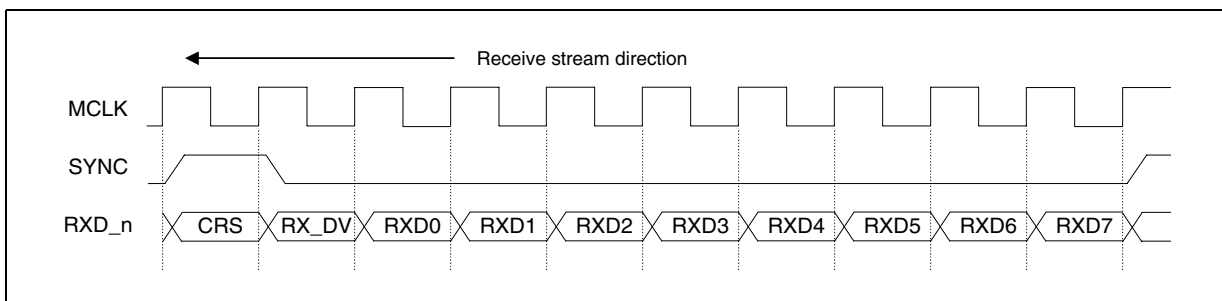 Receive stream direction
MCLK
SYNC
RXD_n CRS RX_DV RXD0 RXD1 RXD2 RXD3 RXD4 RXD5 RXD6 RXD7